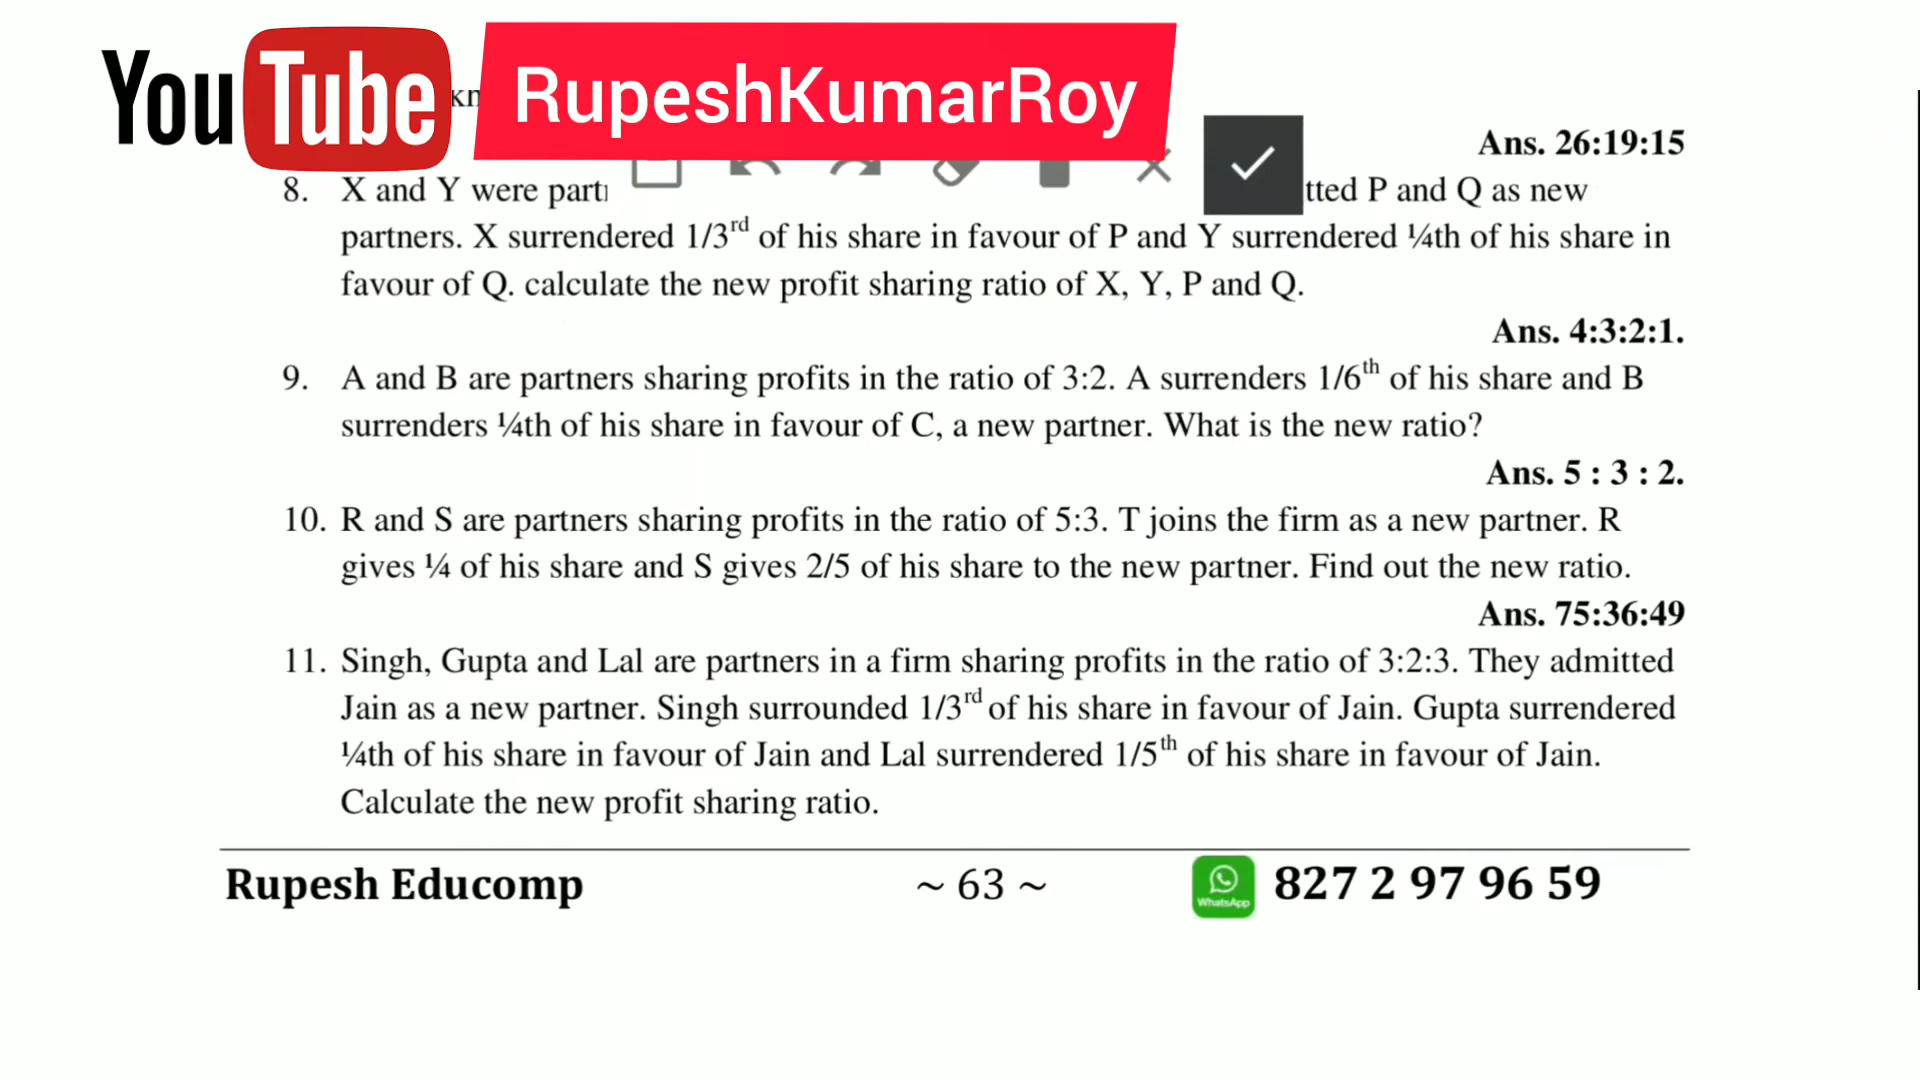 YouTube
RupeshKumarRoy
Ans. 26:19:15
8. X and Y were tted P and Q as new
partners. X surrendered 1/3rd of his share in favour of P and Y surrendered ¼th of his share in
favour of Q. calculate the new profit sharing ratio of X, Y, P and Q.
Ans. 4:3:2:1.
9. A and B are partners sharing profits in the ratio of 3:2. A surrenders 1/6th of his share and B
surrenders ¼th of his share in favour of C, a new partner. What is the new ratio?
Ans. 5 : 3 : 2.
10. R and S are partners sharing profits in the ratio of 5:3. T joins the firm as a new partner. R
gives ¼ of his share and S gives 2/5 of his share to the new partner. Find out the new ratio.
Ans. 75:36:49
11. Singh, Gupta and Lal are partners in a firm sharing profits in the ratio of 3:2:3. They admitted
Jain as a new partner. Singh surrounded 1/3rd of his share in favour of Jain. Gupta surrendered
¼th of his share in favour of Jain and Lal surrendered 1/5th of his share in favour of Jain.
Calculate the new profit sharing ratio.
Rupesh Educomp ~ 63 ~ WhatsApp 827 2 97 96 59